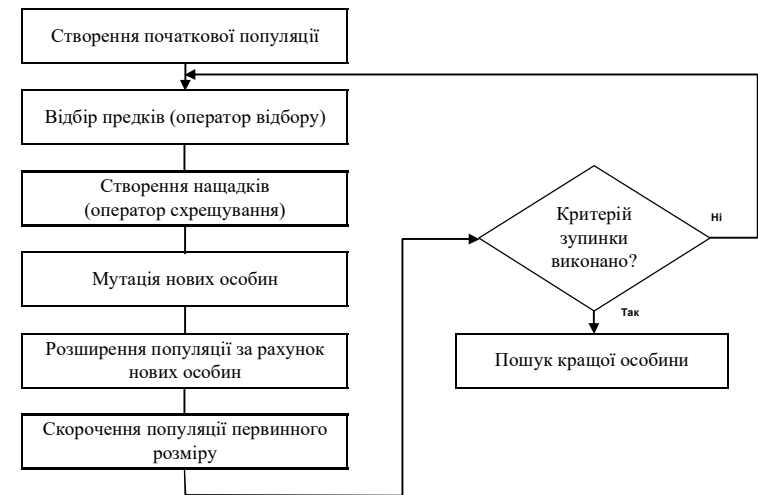 Створення початкової популяції
Відбір предків (оператор відбору)
Створення нащадків
(оператор схрещування)
Мутація нових особин
Розширення популяції за рахунок
нових особин
Скорочення популяції первинного
розміру
Критерій
зупинки
виконано?
Ні
Так
Пошук кращої особини